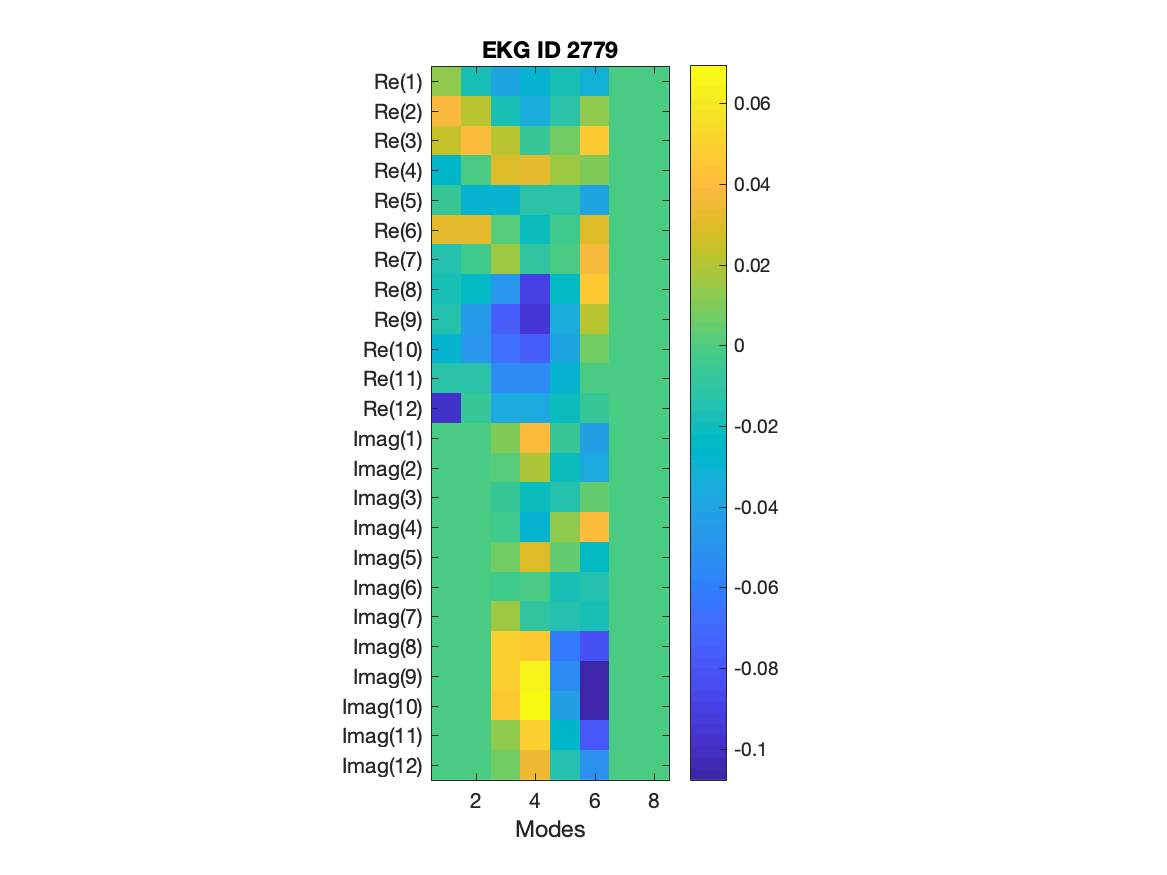 EKG ID 2779
Re(1)
Re(2)
Re(3)
Re(4)
Re(5)
Re(6)
Re(7)
Re(8)
Re(9)
Re(10)
Re(11)
Re(12)
Imag(1)
Imag(2)
Imag(3)
Imag(4)
Imag(5)
Imag(6)
Imag(7)
Imag(8)
Imag(9)
Imag(10)
Imag(11)
Imag(12)
2 4 6 8
Modes
0.06
0.04
0.02
0
-0.02
-0.04
-0.06
-0.08
-0.1